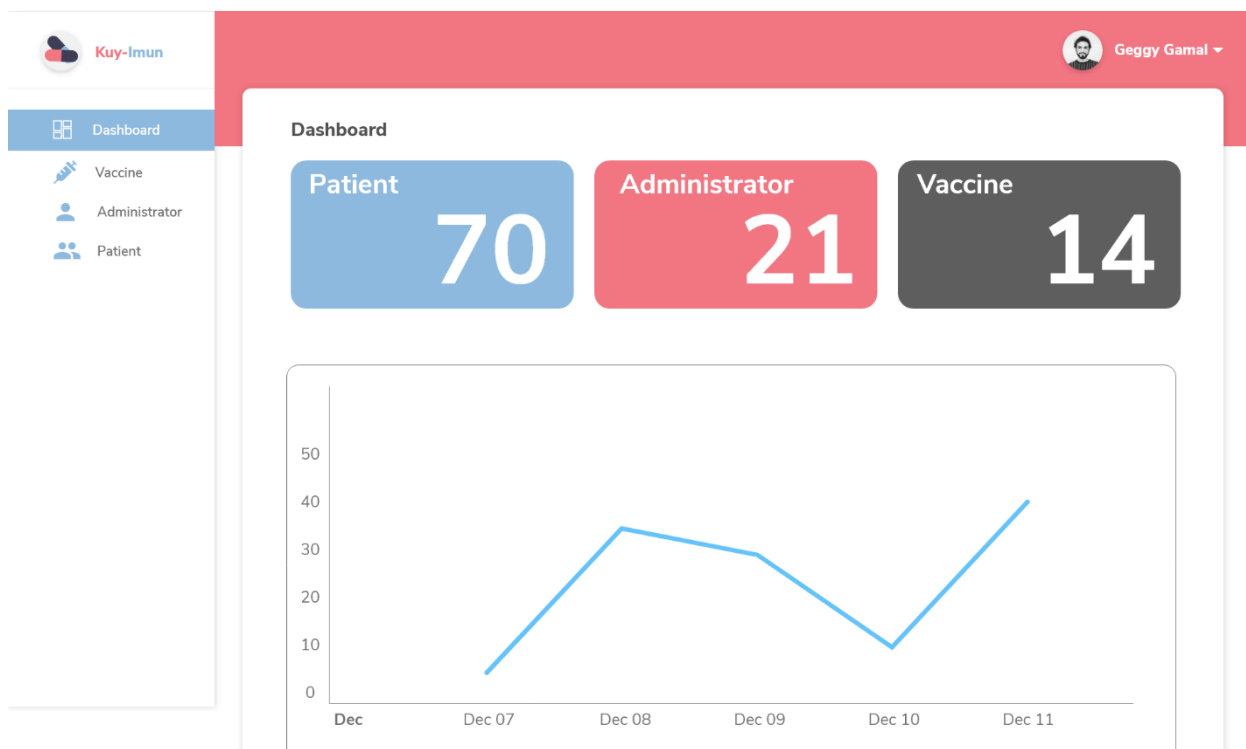 Kuy-Imun
Geggy Gamal
Dashboard
Vaccine
Administrator
Patient
Dashboard
Patient
70
Administrator
21
Vaccine
14
50
40
30
20
10
0
Dec
Dec 07
Dec 08
Dec 09
Dec 10
Dec 11